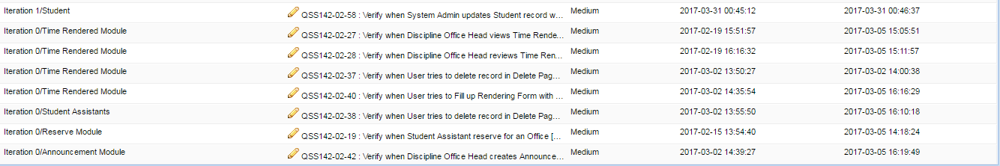 Iteration 1/Student QSS142-02-58 : Verify when System Admin updates Student record w... Medium 2017-03-31 00:45:12 2017-03-31 00:46:37
Iteration 0/Time Rendered Module QSS142-02-27 : Verify when Discipline Office Head views Time Rende... Medium 2017-02-19 15:51:57 2017-03-05 15:05:51
Iteration 0/Time Rendered Module QSS142-02-28 : Verify when Discipline Office Head reviews Time Ren... Medium 2017-02-19 16:16:32 2017-03-05 15:11:57
Iteration 0/Time Rendered Module QSS142-02-37 : Verify when User tries to delete record in Delete Pag... Medium 2017-03-02 13:50:27 2017-03-02 14:00:38
Iteration 0/Time Rendered Module QSS142-02-40 : Verify when User tries to Fill up Rendering Form with ... Medium 2017-03-02 14:35:54 2017-03-05 16:16:29
Iteration 0/Student Assistants QSS142-02-38 : Verify when User tries to delete record in Delete Pag... Medium 2017-03-02 13:55:50 2017-03-05 16:10:18
Iteration 0/Reserve Module QSS142-02-19 : Verify when Student Assistant reserve for an Office [... Medium 2017-02-15 13:54:40 2017-03-05 14:18:24
Iteration 0/Announcement Module QSS142-02-42 : Verify when Discipline Office Head creates Announce... Medium 2017-03-02 14:39:27 2017-03-05 16:19:49